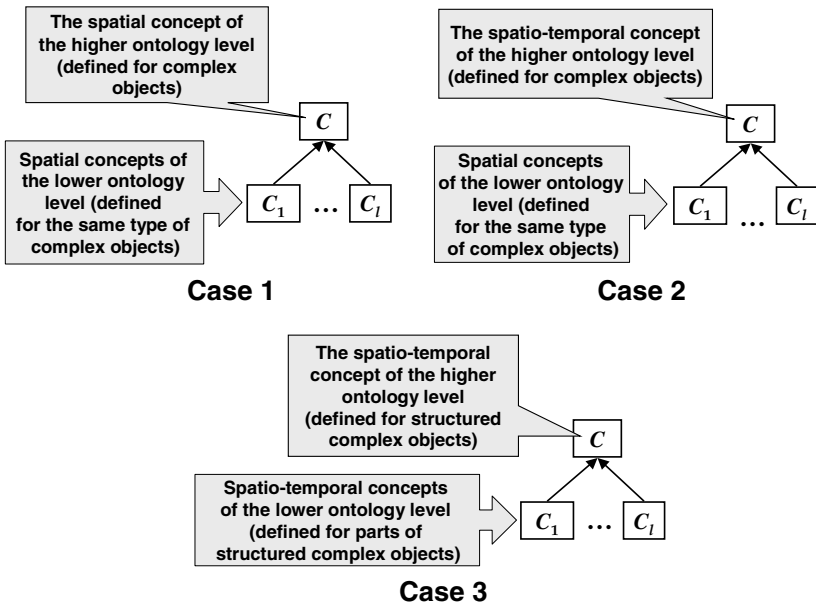 The spatial concept of
the higher ontology level
(defined for complex
objects)
C
Spatial concepts of
the lower ontology
level (defined
for the same type of
complex objects)
C₁ ... Cₗ
Case 1
The spatio-temporal concept
of the higher ontology level
(defined for complex objects)
C
Spatial concepts
of the lower ontology
level (defined
for the same type
of complex objects)
C₁ ... Cₗ
Case 2
The spatio-temporal
concept of the higher
ontology level
(defined for structured
complex objects)
C
Spatio-temporal concepts
of the lower ontology level
(defined for parts of
structured complex objects)
C₁ ... Cₗ
Case 3